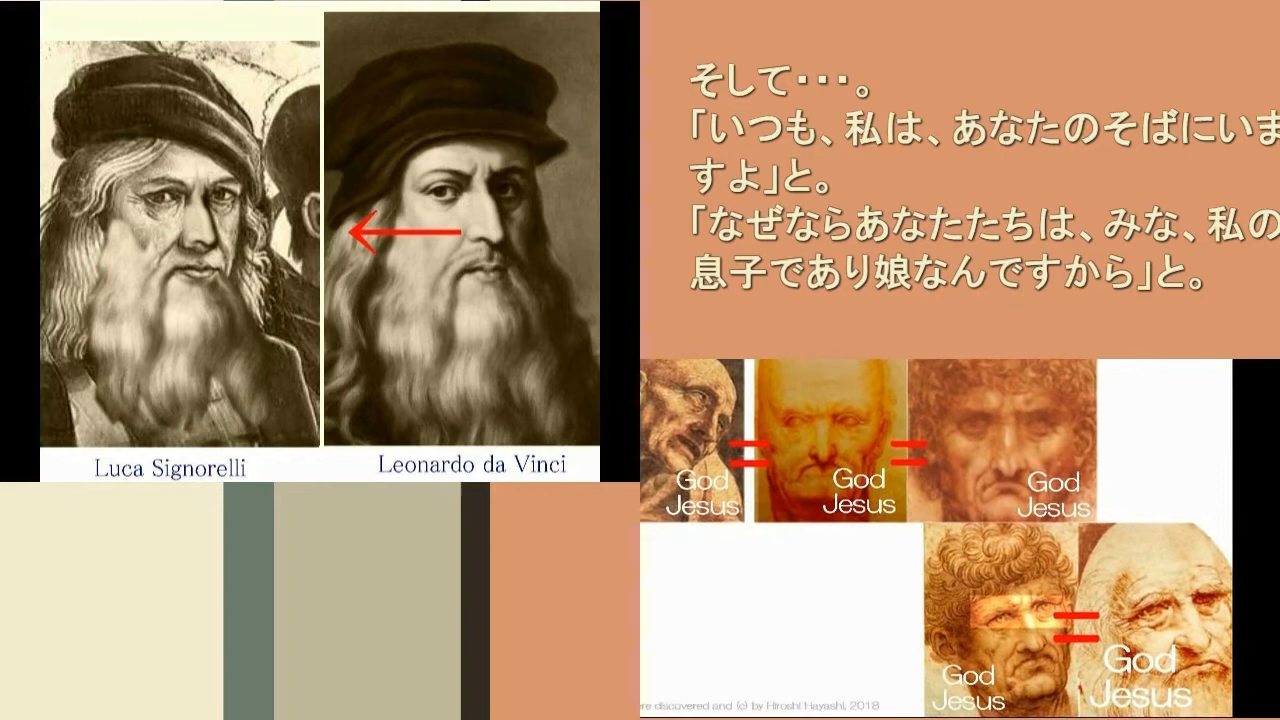 そして・・・。
「いつも、私は、あなたのそばにいま
すよ」と。
「なぜならあなたたちは、みな、私の
息子であり娘なんですから」と。
Luca Signorelli
Leonardo da Vinci
God
Jesus
God
Jesus
God
Jesus
God
Jesus
God
Jesus
re discovered and (c) by Hiroshi Hayashi, 2018